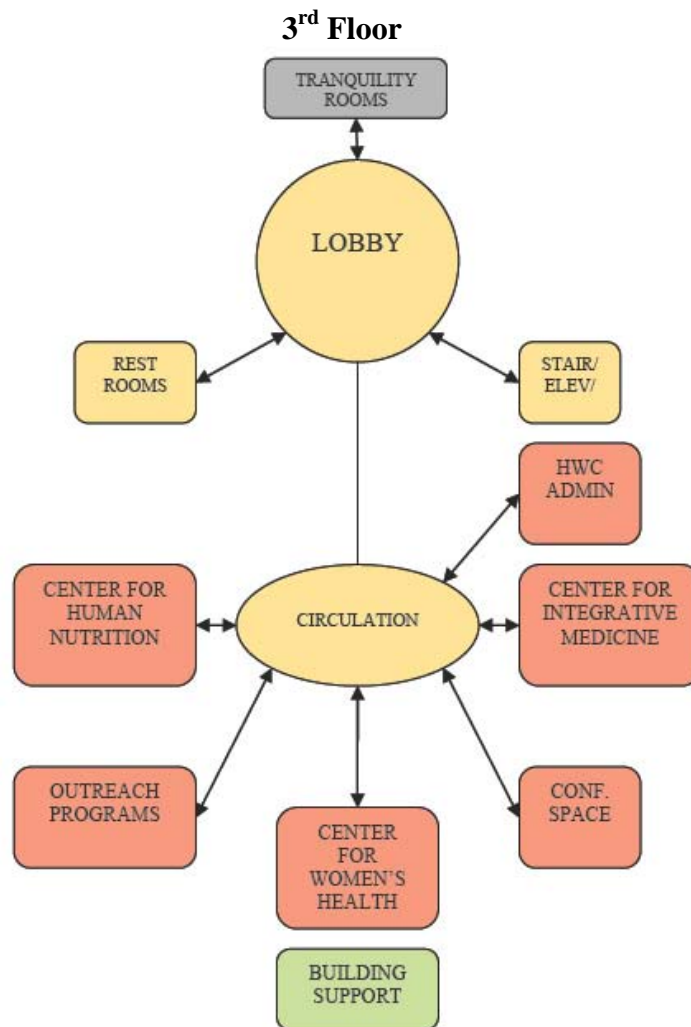 3rd Floor
TRANQUILITY
ROOMS
LOBBY
REST
ROOMS
STAIR/
ELEV/
HWC
ADMIN
CENTER FOR
HUMAN
NUTRITION
CIRCULATION
CENTER FOR
INTEGRATIVE
MEDICINE
OUTREACH
PROGRAMS
CENTER
FOR
WOMEN'S
HEALTH
CONF.
SPACE
BUILDING
SUPPORT